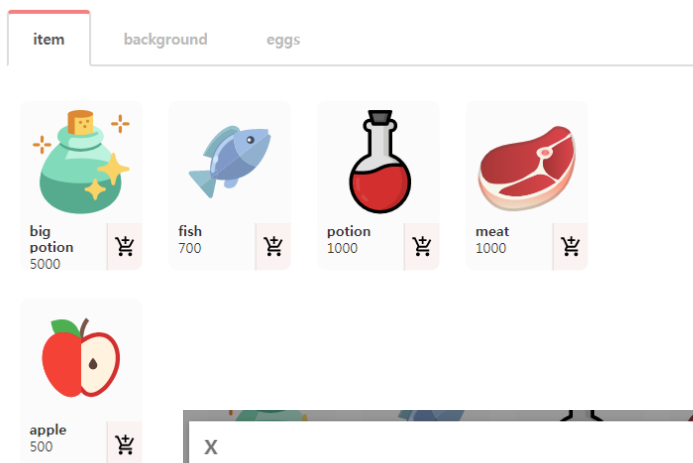 item background eggs
big
potion
5000
fish
700
potion
1000
meat
1000
apple
500
X